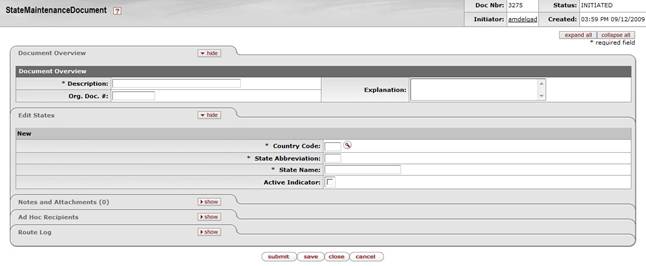 StateMaintenanceDocument ?
Doc Nbr: 3275 Status: INITIATED
Initiator: amdelgad Created: 03:59 PM 09/12/2009
expand all collapse all
* required field
Document Overview hide
Document Overview
* Description: Explanation:
Org. Doc. #:
Edit States hide
New
* Country Code:
* State Abbreviation:
* State Name:
Active Indicator:
Notes and Attachments (0) show
Ad Hoc Recipients show
Route Log show
submit save close cancel